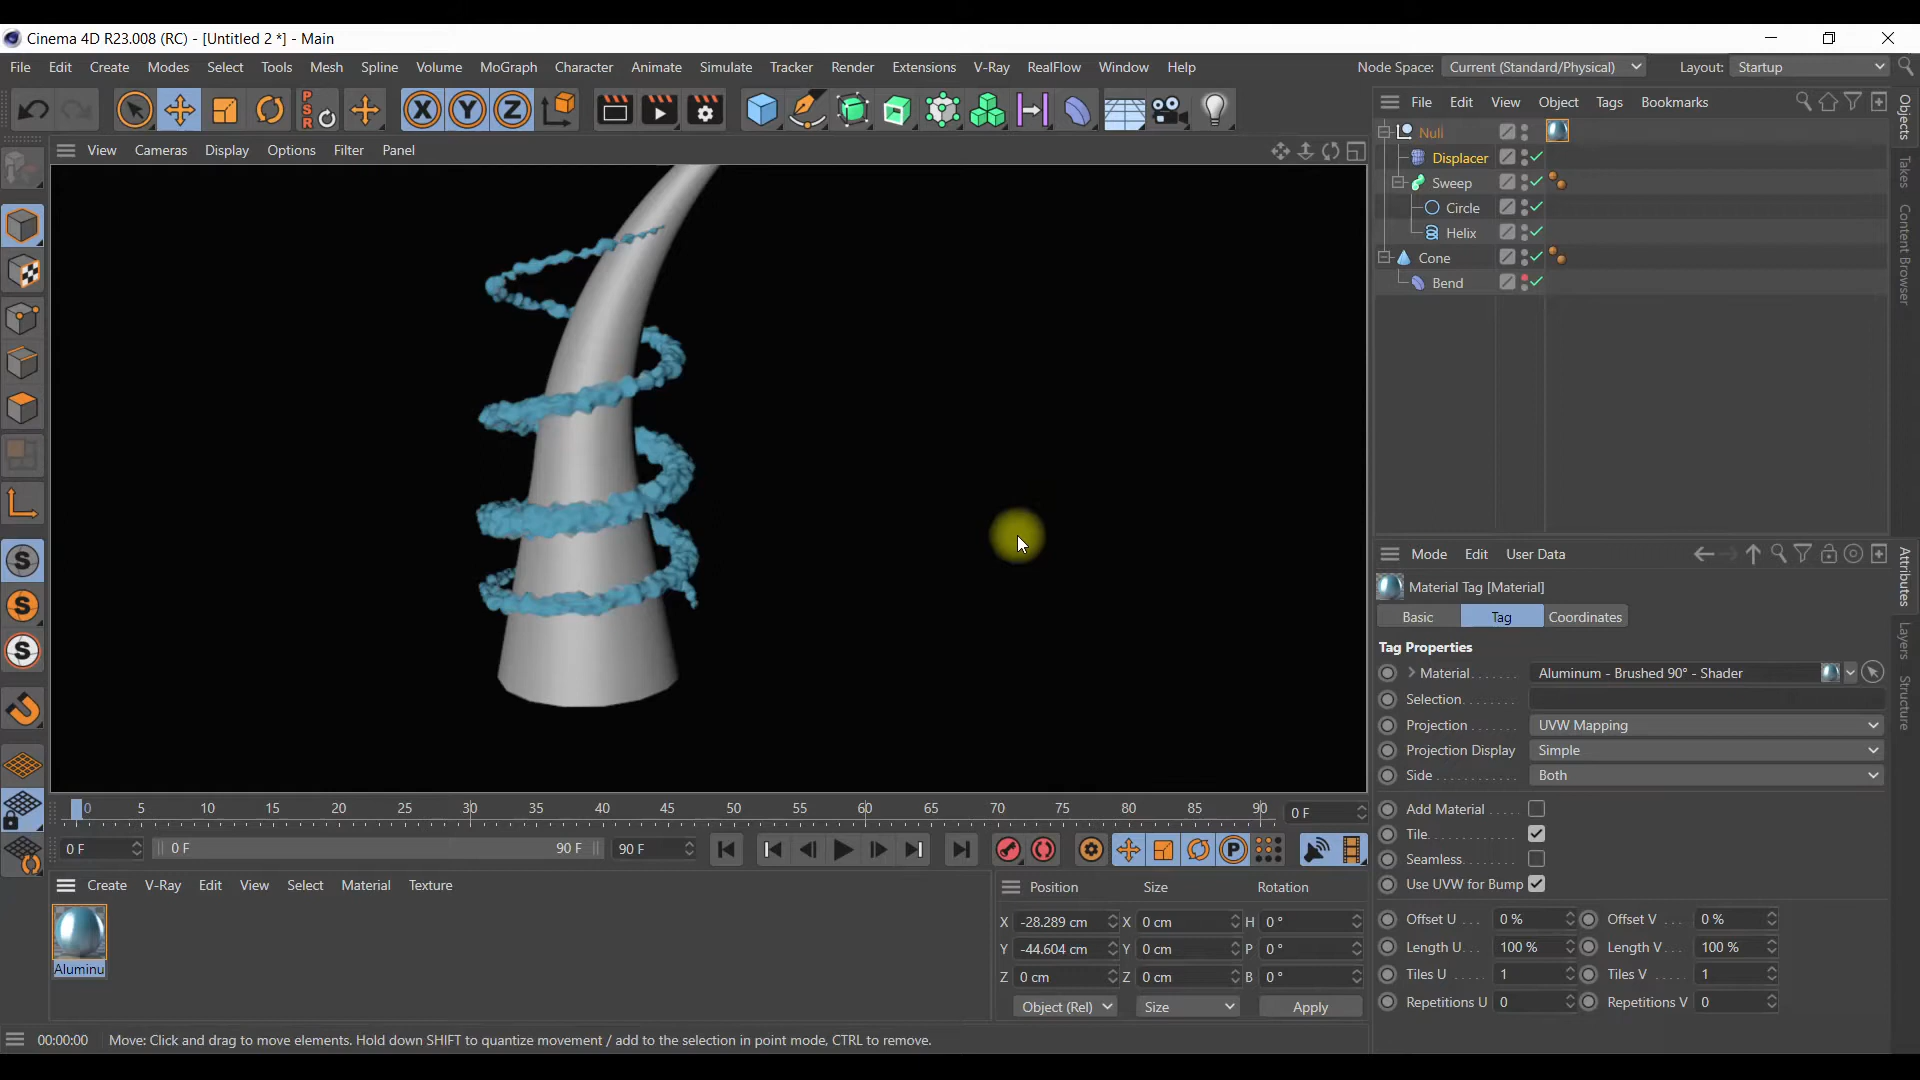 Cinema 4D R23.008 (RC) - [Untitled 2 *] - Main
File Edit Create Modes Select Tools Mesh Spline Volume MoGraph Character Animate Simulate Tracker Render Extensions V-Ray RealFlow Window Help Node Space: Current (Standard/Physical) Layout: Startup
PSR X Y Z
File Edit View Object Tags Bookmarks
View Cameras Display Options Filter Panel
Null
Displacer
Sweep
Circle
Helix
Cone
Bend
Objects
Takes
Content Browser
Attributes
Layers
Structure
Mode Edit User Data
Material Tag [Material]
Basic Tag Coordinates
Tag Properties
Material Aluminum - Brushed 90° - Shader
Selection
Projection UVW Mapping
Projection Display Simple
Side Both
Add Material
Tile
Seamless
Use UVW for Bump
Offset U 0 % Offset V 0 %
Length U 100 % Length V 100 %
Tiles U 1 Tiles V 1
Repetitions U 0 Repetitions V 0
S
S
S
0 5 10 15 20 25 30 35 40 45 50 55 60 65 70 75 80 85 90 0 F
0 F 0 F 90 F 90 F P
Create V-Ray Edit View Select Material Texture
Aluminu
Position Size Rotation
X -28.289 cm X 0 cm H 0 °
Y -44.604 cm Y 0 cm P 0 °
Z 0 cm Z 0 cm B 0 °
Object (Rel) Size Apply
00:00:00 Move: Click and drag to move elements. Hold down SHIFT to quantize movement / add to the selection in point mode, CTRL to remove.